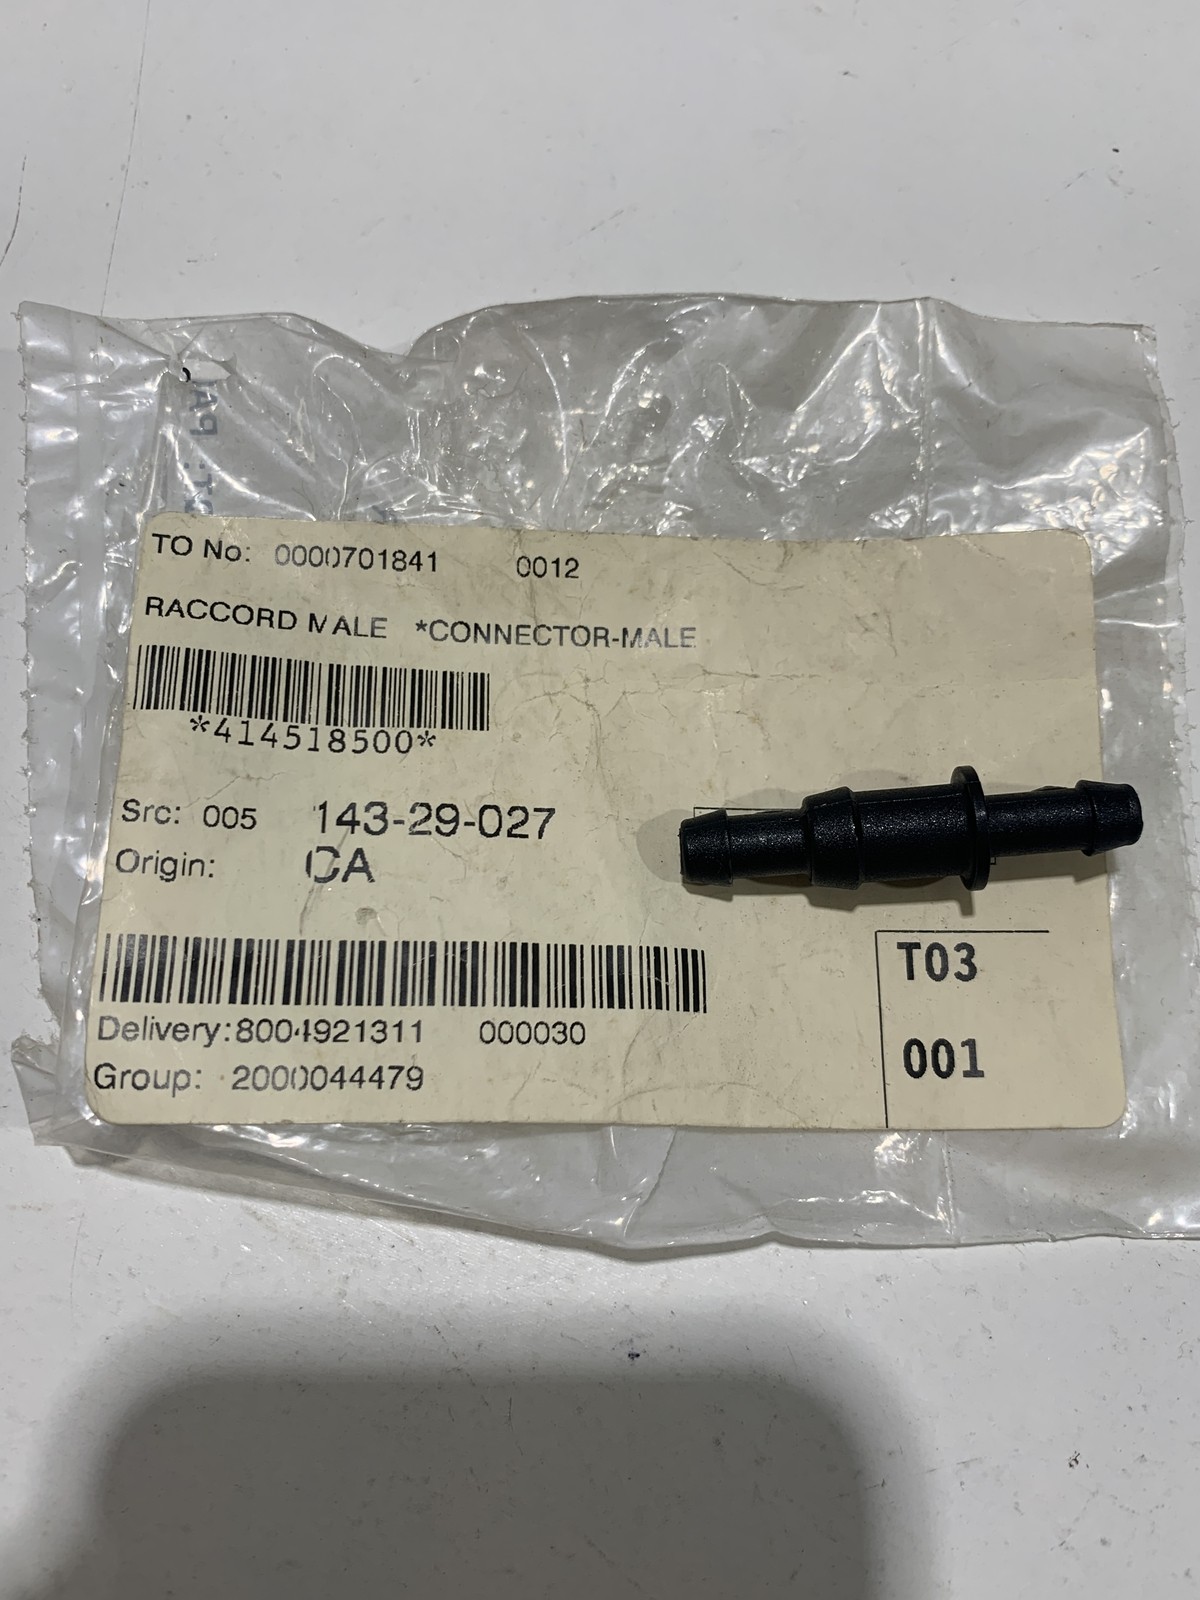 TO No: 0000701841 0012
RACCORD MALE *CONNECTOR-MALE
*414518500*
Src: 005 143-29-027
Origin: CA
T03
001
Delivery:8004921311 000030
Group: 2000044479